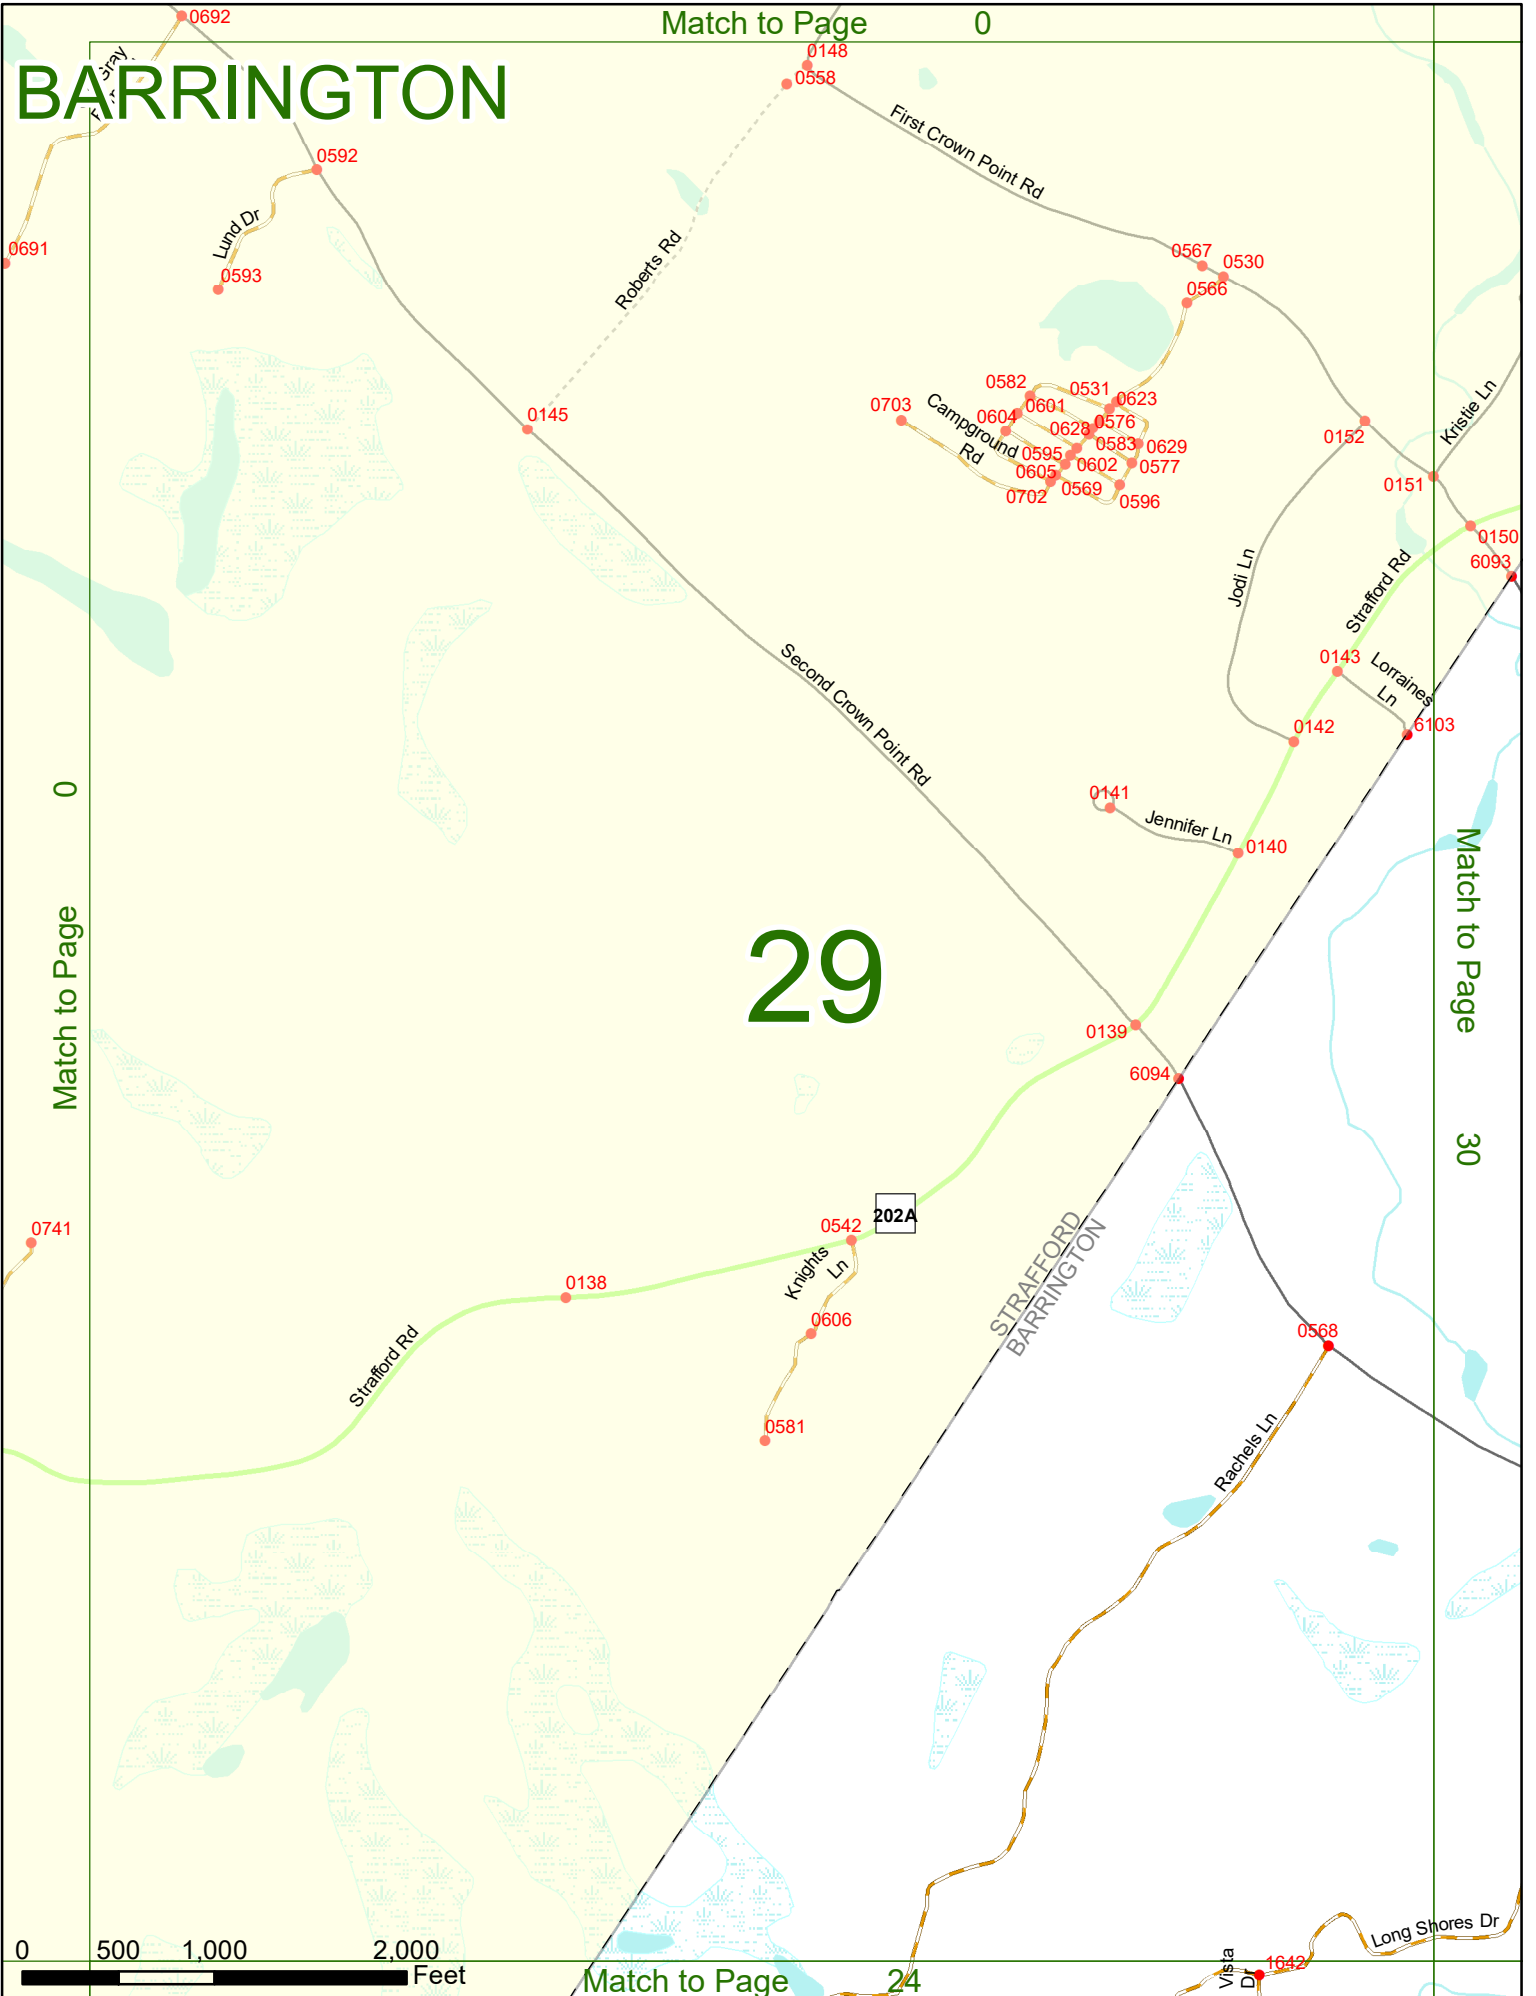 Match to Page 0
0692
0148
Gray
0558
BARRINGTON
First Crown Point Rd
0592
Lund Dr
0691
0593
Roberts Rd
0567
0530
0566
0582
0531
0623
0703
Campground
Rd
0604
0601
0576
0628
0583
0629
0595
0602
0577
0605
0702
0569
0596
0145
0152
Kristie Ln
0151
0150
6093
Jodi Ln
Strafford Rd
0143
Lorraines
Ln
6103
0142
Second Crown Point Rd
0141
Jennifer Ln
0140
Match to Page 0
Match to Page 30
29
0139
6094
202A
STRAFFORD
BARRINGTON
0741
0542
Knights
Ln
0138
0606
Strafford Rd
0581
0568
Rachels Ln
Long Shores Dr
1642
Vista
Dr
0 500 1,000 2,000
Feet
Match to Page 24